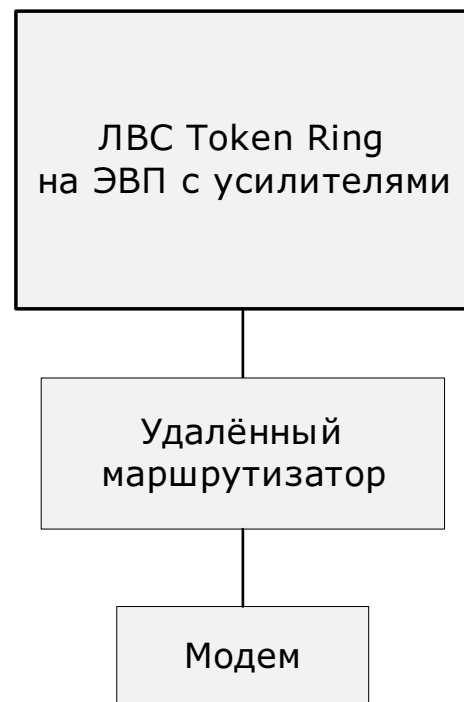 ЛВС Token Ring
на ЭВП с усилителями
Удалённый
маршрутизатор
Модем